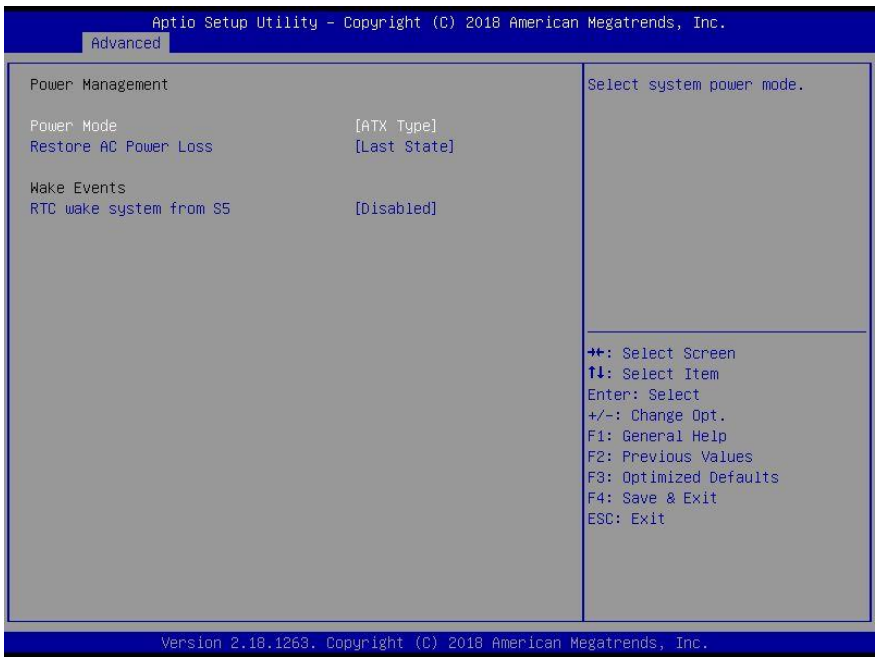 Aptio Setup Utility – Copyright (C) 2018 American Megatrends, Inc.
Advanced
Power Management
Select system power mode.
Power Mode [ATX Type]
Restore AC Power Loss [Last State]
Wake Events
RTC wake system from S5 [Disabled]
→←: Select Screen
↑↓: Select Item
Enter: Select
+/-: Change Opt.
F1: General Help
F2: Previous Values
F3: Optimized Defaults
F4: Save & Exit
ESC: Exit
Version 2.18.1263. Copyright (C) 2018 American Megatrends, Inc.